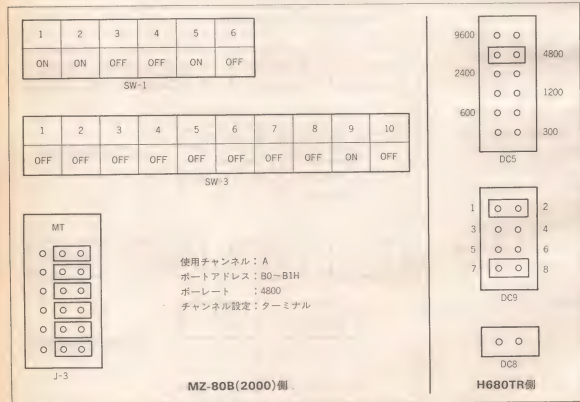 1 2 3 4 5 6
ON ON OFF OFF ON OFF
SW-1
1 2 3 4 5 6 7 8 9 10
OFF OFF OFF OFF OFF OFF OFF OFF ON OFF
SW-3
MT
J-3
使用チャンネル：A
ポートアドレス：B0〜B1H
ボーレート　　：4800
チャンネル設定：ターミナル
MZ-80B(2000)側
9600
4800
2400
1200
600
300
DC5
1 2
3 4
5 6
7 8
DC9
DC8
H680TR側